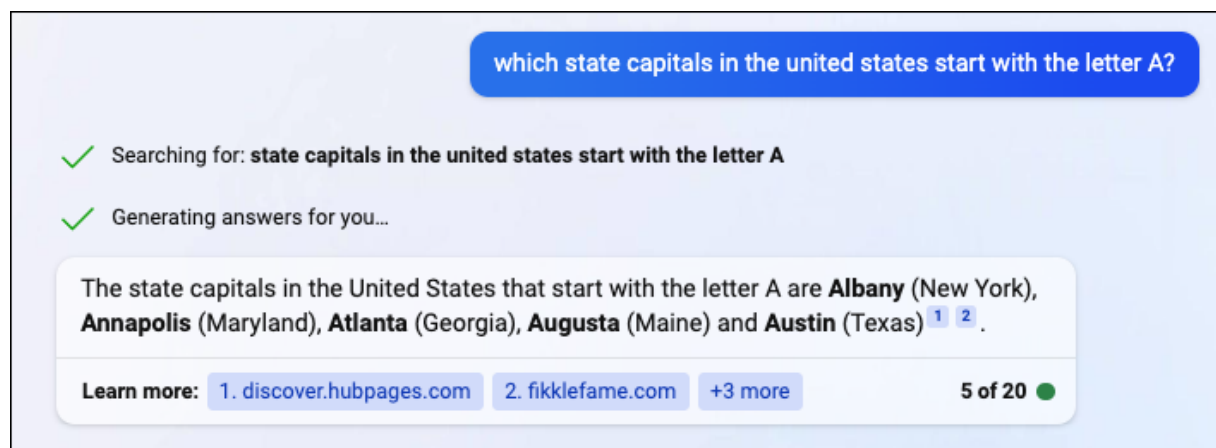 which state capitals in the united states start with the letter A?
Searching for: state capitals in the united states start with the letter A
Generating answers for you...
The state capitals in the United States that start with the letter A are Albany (New York),
Annapolis (Maryland), Atlanta (Georgia), Augusta (Maine) and Austin (Texas) 1 2 .
Learn more: 1. discover.hubpages.com 2. fikklefame.com +3 more 5 of 20